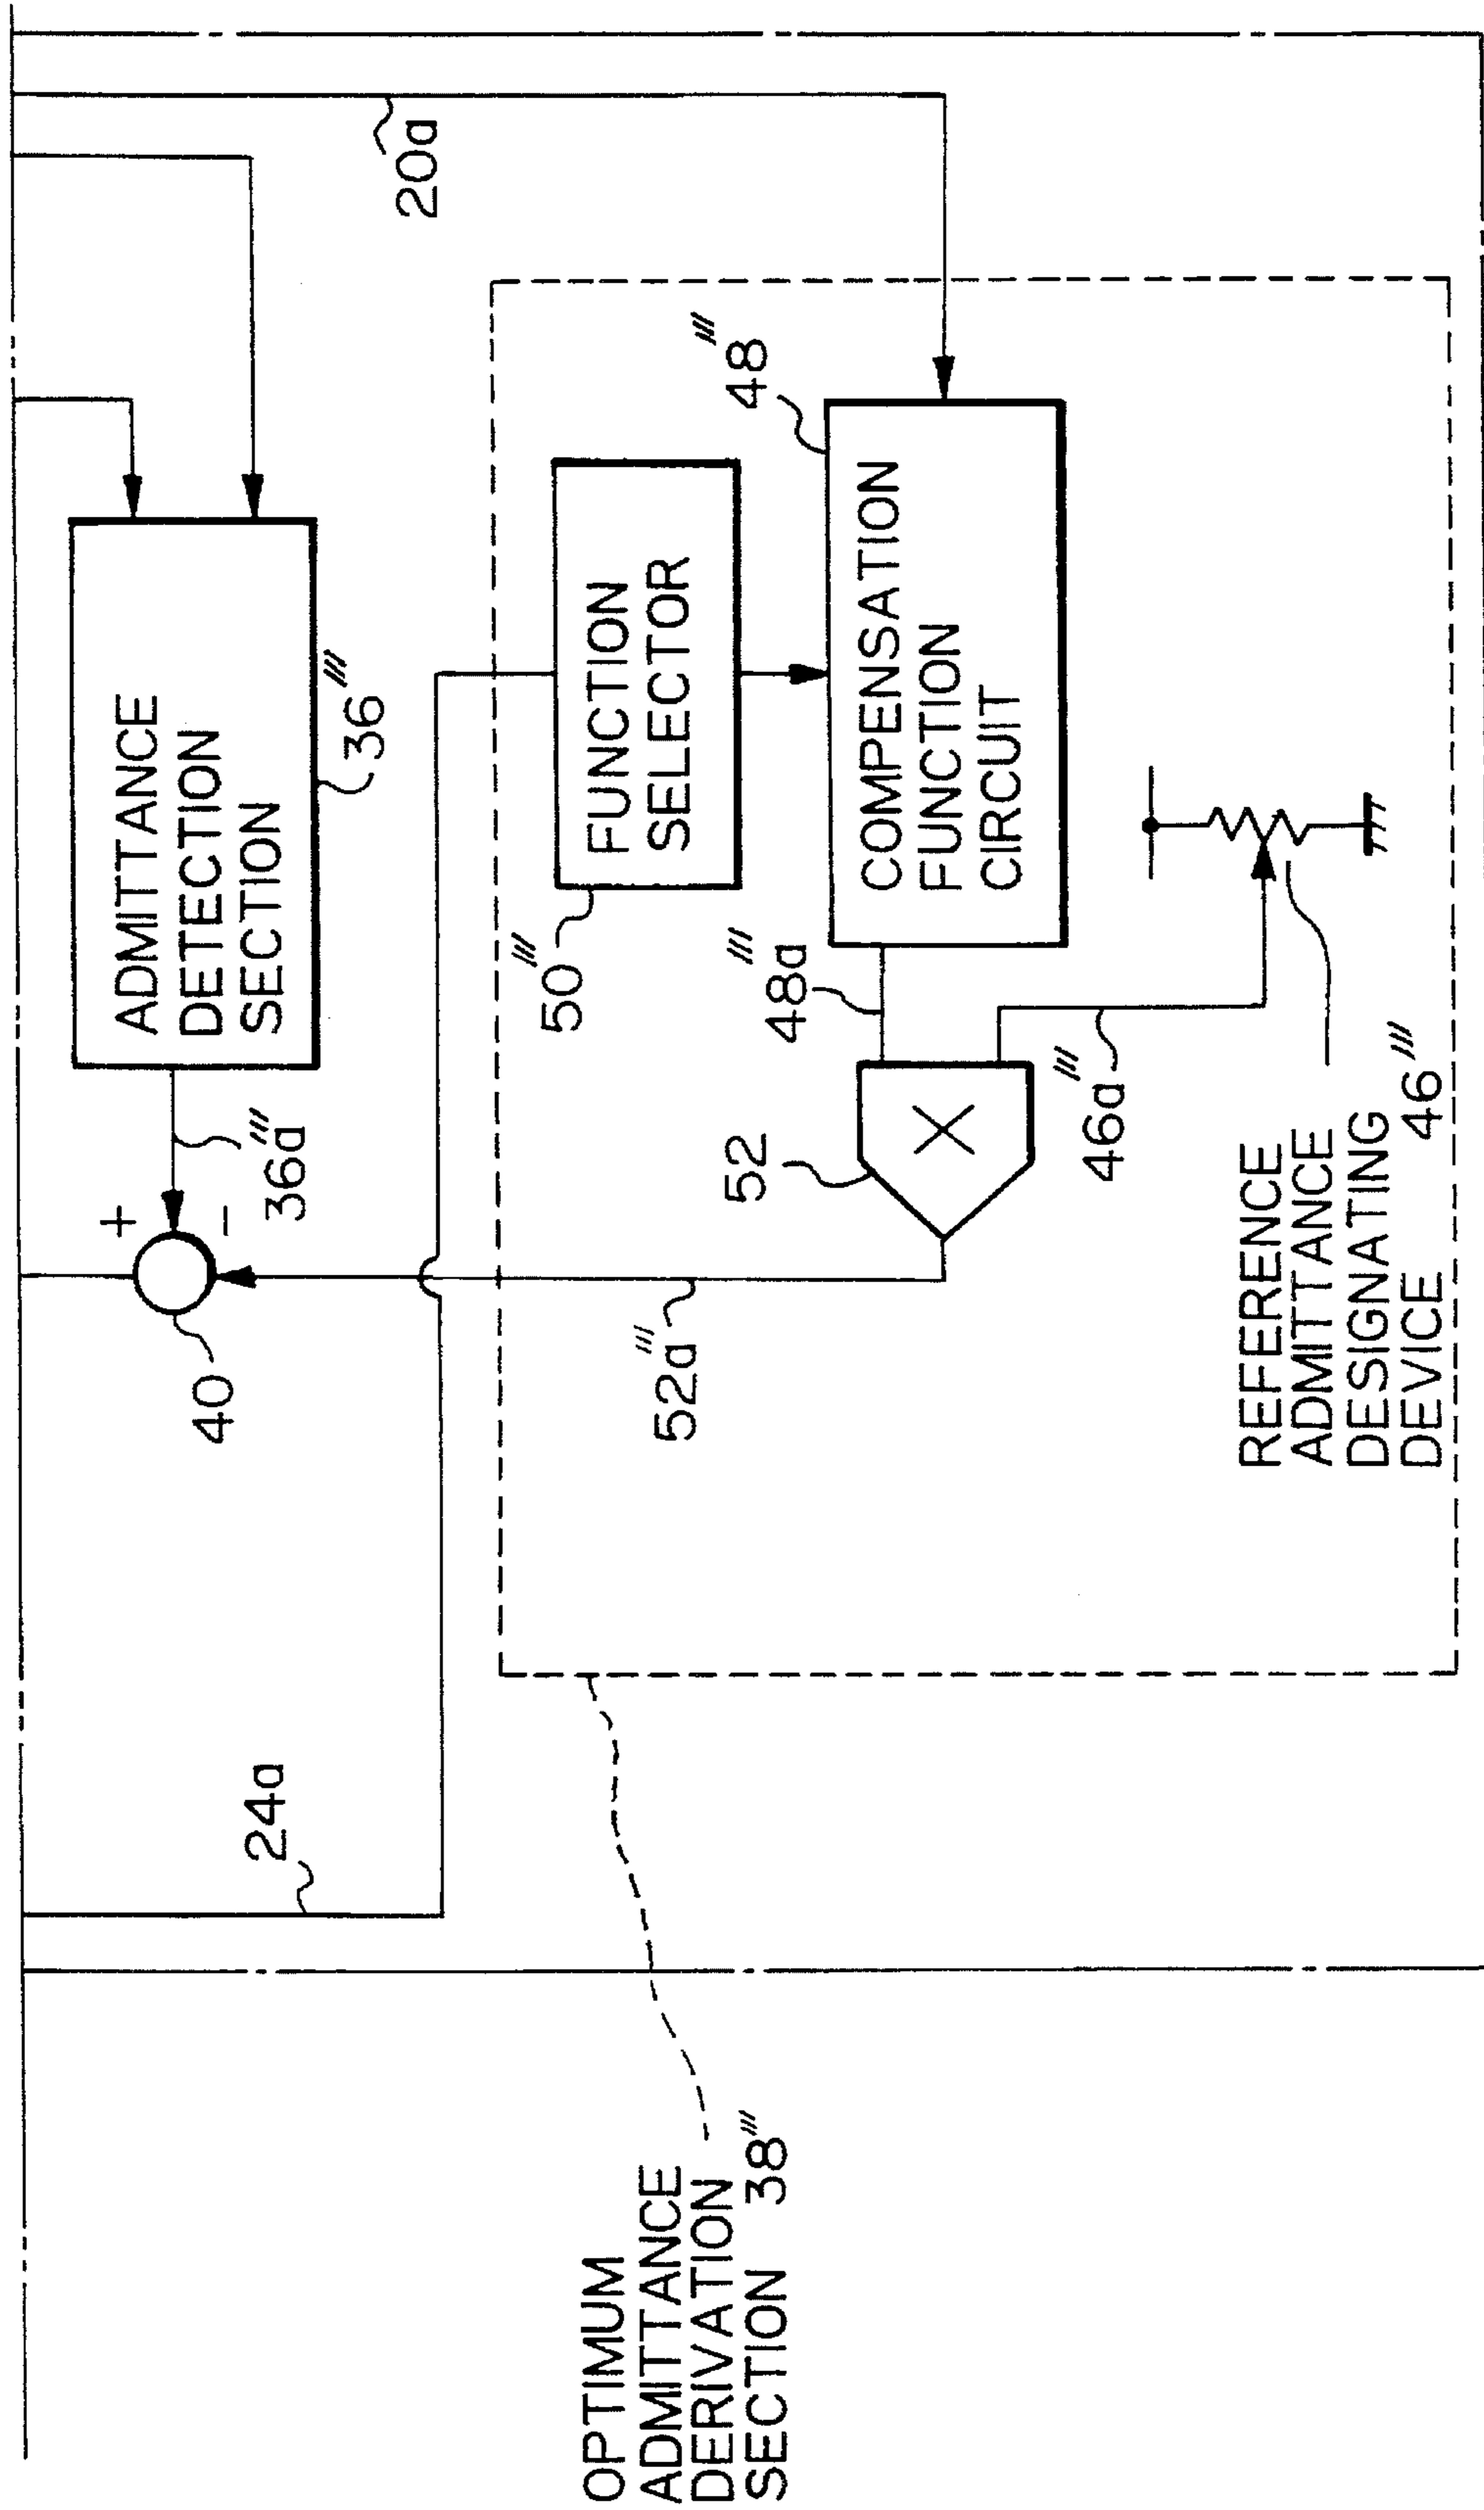 20a
ADMITTANCE
DETECTION
SECTION
36'''
36a'''
+
-
40
24a
FUNCTION
SELECTOR
50'''
48'''
COMPENSATION
FUNCTION
CIRCUIT
48a'''
52
X
46a'''
52a'''
REFERENCE
ADMITTANCE
DESIGNATING
DEVICE 46'''
OPTIMUM
ADMITTANCE
DERIVATION
SECTION 38'''